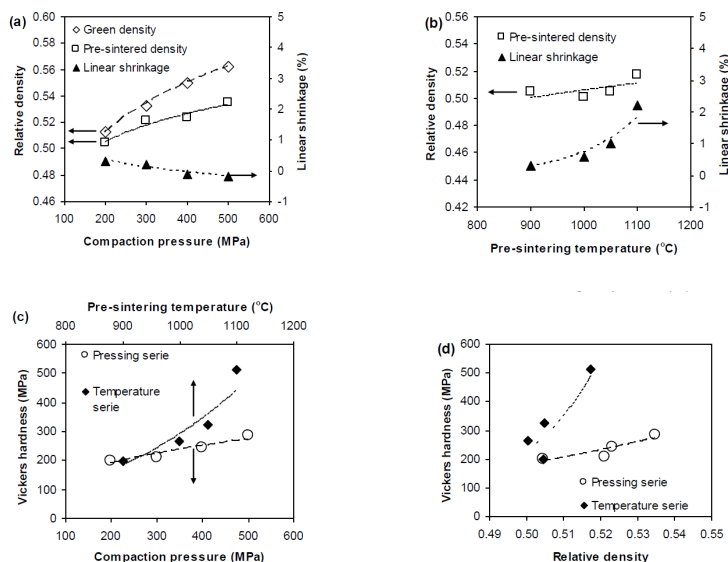 (a)
Relative density
0.60
0.58
0.56
0.54
0.52
0.50
0.48
0.46
Green density
Pre-sintered density
Linear shrinkage
5
4
3
2
1
0
-1
Linear shrinkage (%)
100 200 300 400 500 600
Compaction pressure (MPa)
(b)
Relative density
0.56
0.54
0.52
0.50
0.48
0.46
0.44
0.42
Pre-sintered density
Linear shrinkage
5
4
3
2
1
0
-1
Linear shrinkage (%)
800 900 1000 1100 1200
Pre-sintering temperature (°C)
(c)
Pre-sintering temperature (°C)
800 900 1000 1100 1200
Vickers hardness (MPa)
600
500
400
300
200
100
0
Pressing serie
Temperature
serie
100 200 300 400 500 600
Compaction pressure (MPa)
(d)
Vickers hardness (MPa)
600
500
400
300
200
100
0
Pressing serie
Temperature serie
0.49 0.50 0.51 0.52 0.53 0.54 0.55
Relative density